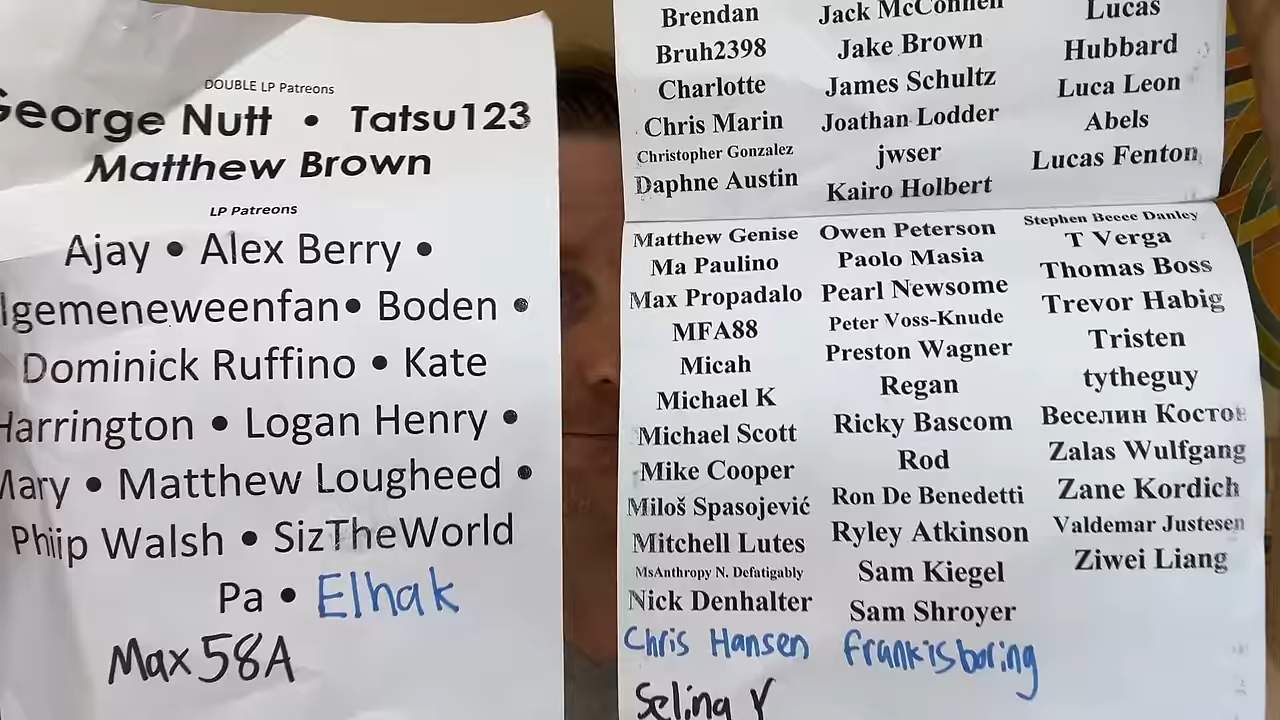 DOUBLE LP Patreons
George Nutt • Tatsu123
Matthew Brown
LP Patreons
Ajay • Alex Berry •
lgemeneweenfan• Boden •
Dominick Ruffino • Kate
Harrington • Logan Henry •
Mary • Matthew Lougheed •
Phiip Walsh • SizTheWorld
Pa • Elhak
Max58A
Brendan
Bruh2398
Charlotte
Chris Marin
Christopher Gonzalez
Daphne Austin
Jack McConnell
Jake Brown
James Schultz
Joathan Lodder
jwser
Kairo Holbert
Lucas
Hubbard
Luca Leon
Abels
Lucas Fenton
Matthew Genise
Ma Paulino
Max Propadalo
MFA88
Micah
Michael K
Michael Scott
Mike Cooper
Miloš Spasojević
Mitchell Lutes
MsAnthropy N. Defatigably
Nick Denhalter
Chris Hansen
Selina Y
Owen Peterson
Paolo Masia
Pearl Newsome
Peter Voss-Knude
Preston Wagner
Regan
Ricky Bascom
Rod
Ron De Benedetti
Ryley Atkinson
Sam Kiegel
Sam Shroyer
frankisboring
Stephen Beeee Danley
T Verga
Thomas Boss
Trevor Habig
Tristen
tytheguy
Веселин Костов
Zalas Wulfgang
Zane Kordich
Valdemar Justesen
Ziwei Liang